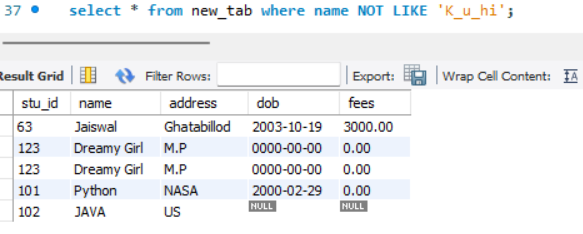 37 select * from new_tab where name NOT LIKE 'K_u_hi';
Result Grid Filter Rows: Export: Wrap Cell Content: IA
stu_id name address dob fees
63 Jaiswal Ghatabillod 2003-10-19 3000.00
123 Dreamy Girl M.P 0000-00-00 0.00
123 Dreamy Girl M.P 0000-00-00 0.00
101 Python NASA 2000-02-29 0.00
102 JAVA US NULL NULL